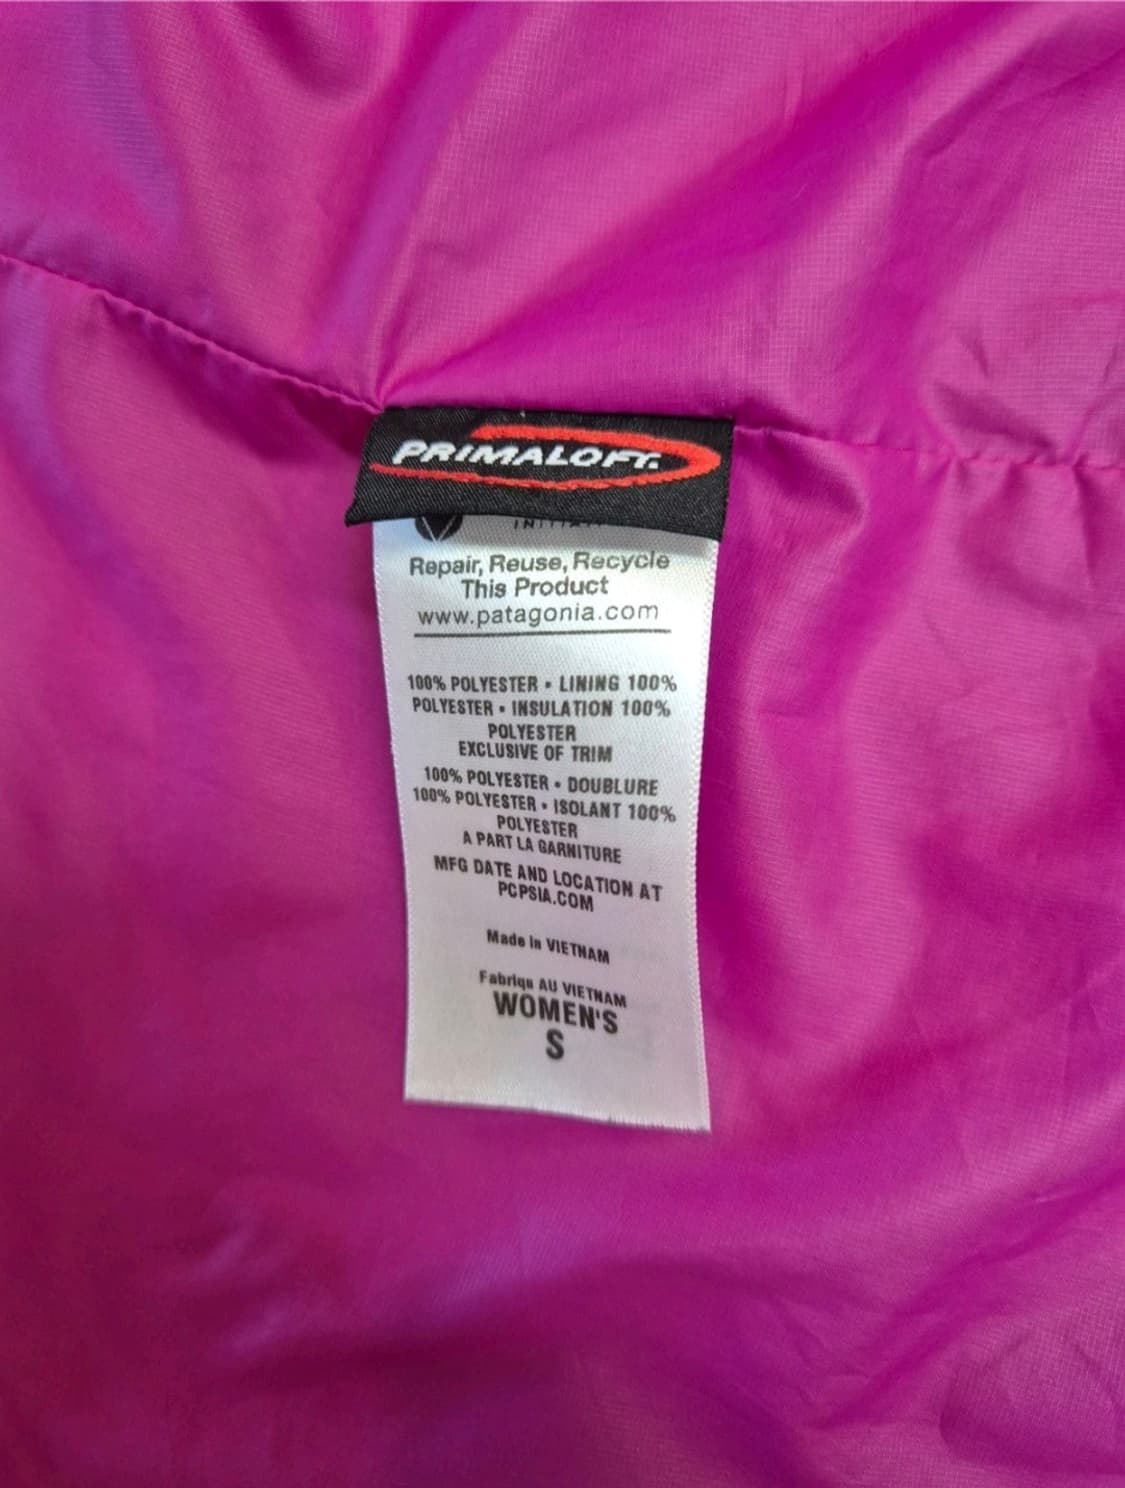 PRIMALOFT.
Repair, Reuse, Recycle
This Product
www.patagonia.com
100% POLYESTER • LINING 100%
POLYESTER • INSULATION 100%
POLYESTER
EXCLUSIVE OF TRIM
100% POLYESTER • DOUBLURE
100% POLYESTER • ISOLANT 100%
POLYESTER
A PART LA GARNITURE
MFG DATE AND LOCATION AT
PCPSIA.COM
Made in VIETNAM
Fabriqu AU VIETNAM
WOMEN'S
S